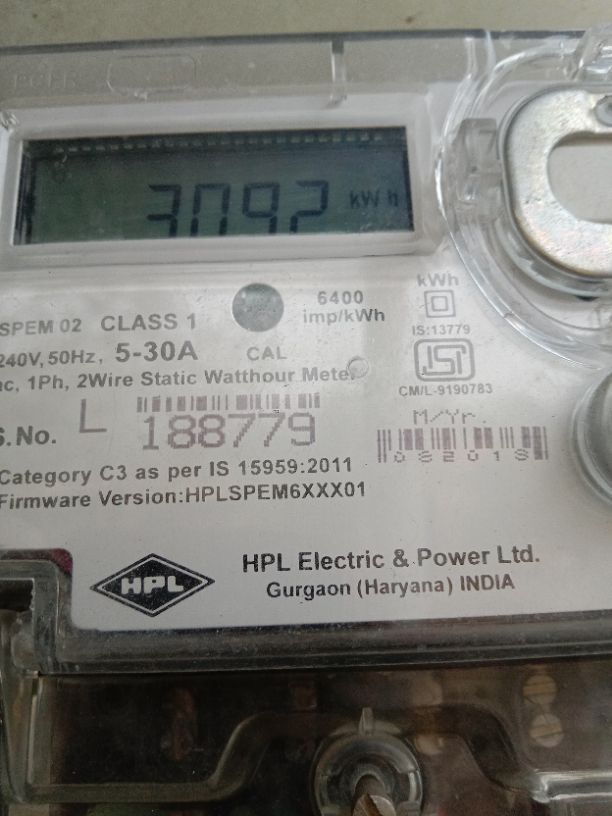 3092 kWh
SPEM 02 CLASS 1
6400
imp/kWh
kWh
IS:13779
240V, 50Hz, 5-30A
CAL
ac, 1Ph, 2Wire Static Watthour Meter
CM/L-9190783
S.No. L 188779
M/Yr.
Category C3 as per IS 15959:2011
Firmware Version:HPLSPEM6XXX01
HPL
HPL Electric & Power Ltd.
Gurgaon (Haryana) INDIA